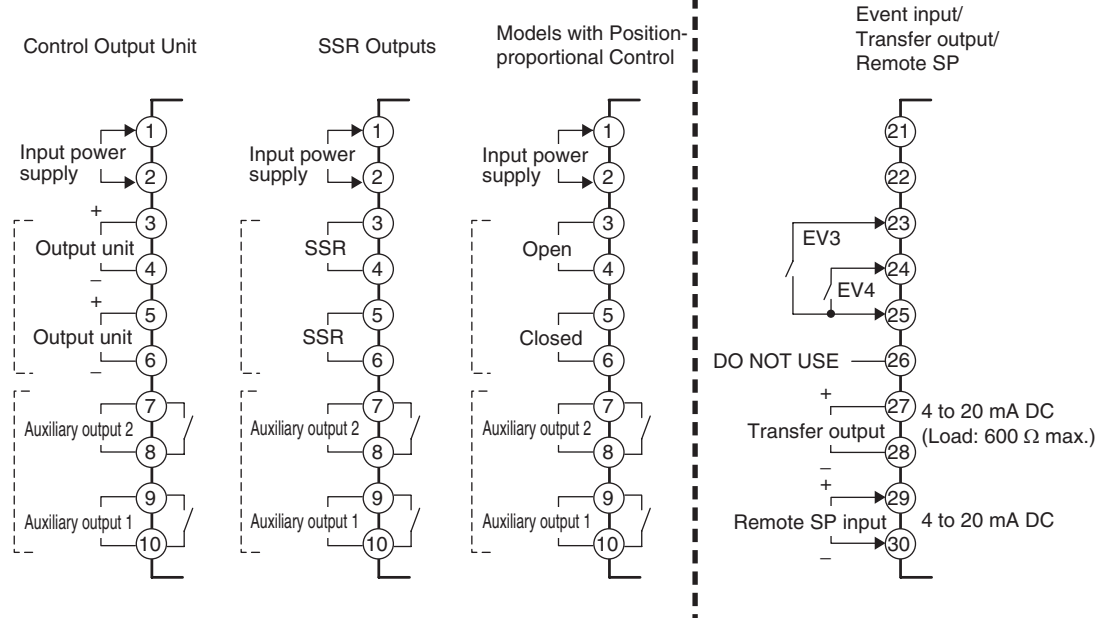 Control Output Unit
Input power
supply
1
2
+
3
Output unit
4
–
+
5
Output unit
6
–
7
Auxiliary output 2
8
9
Auxiliary output 1
10
SSR Outputs
Input power
supply
1
2
3
SSR
4
5
SSR
6
7
Auxiliary output 2
8
9
Auxiliary output 1
10
Models with Position-
proportional Control
Input power
supply
1
2
3
Open
4
5
Closed
6
7
Auxiliary output 2
8
9
Auxiliary output 1
10
Event input/
Transfer output/
Remote SP
21
22
23
EV3
24
EV4
25
DO NOT USE 26
+
27 4 to 20 mA DC
Transfer output (Load: 600 Ω max.)
28
–
+
29
Remote SP input 4 to 20 mA DC
30
–